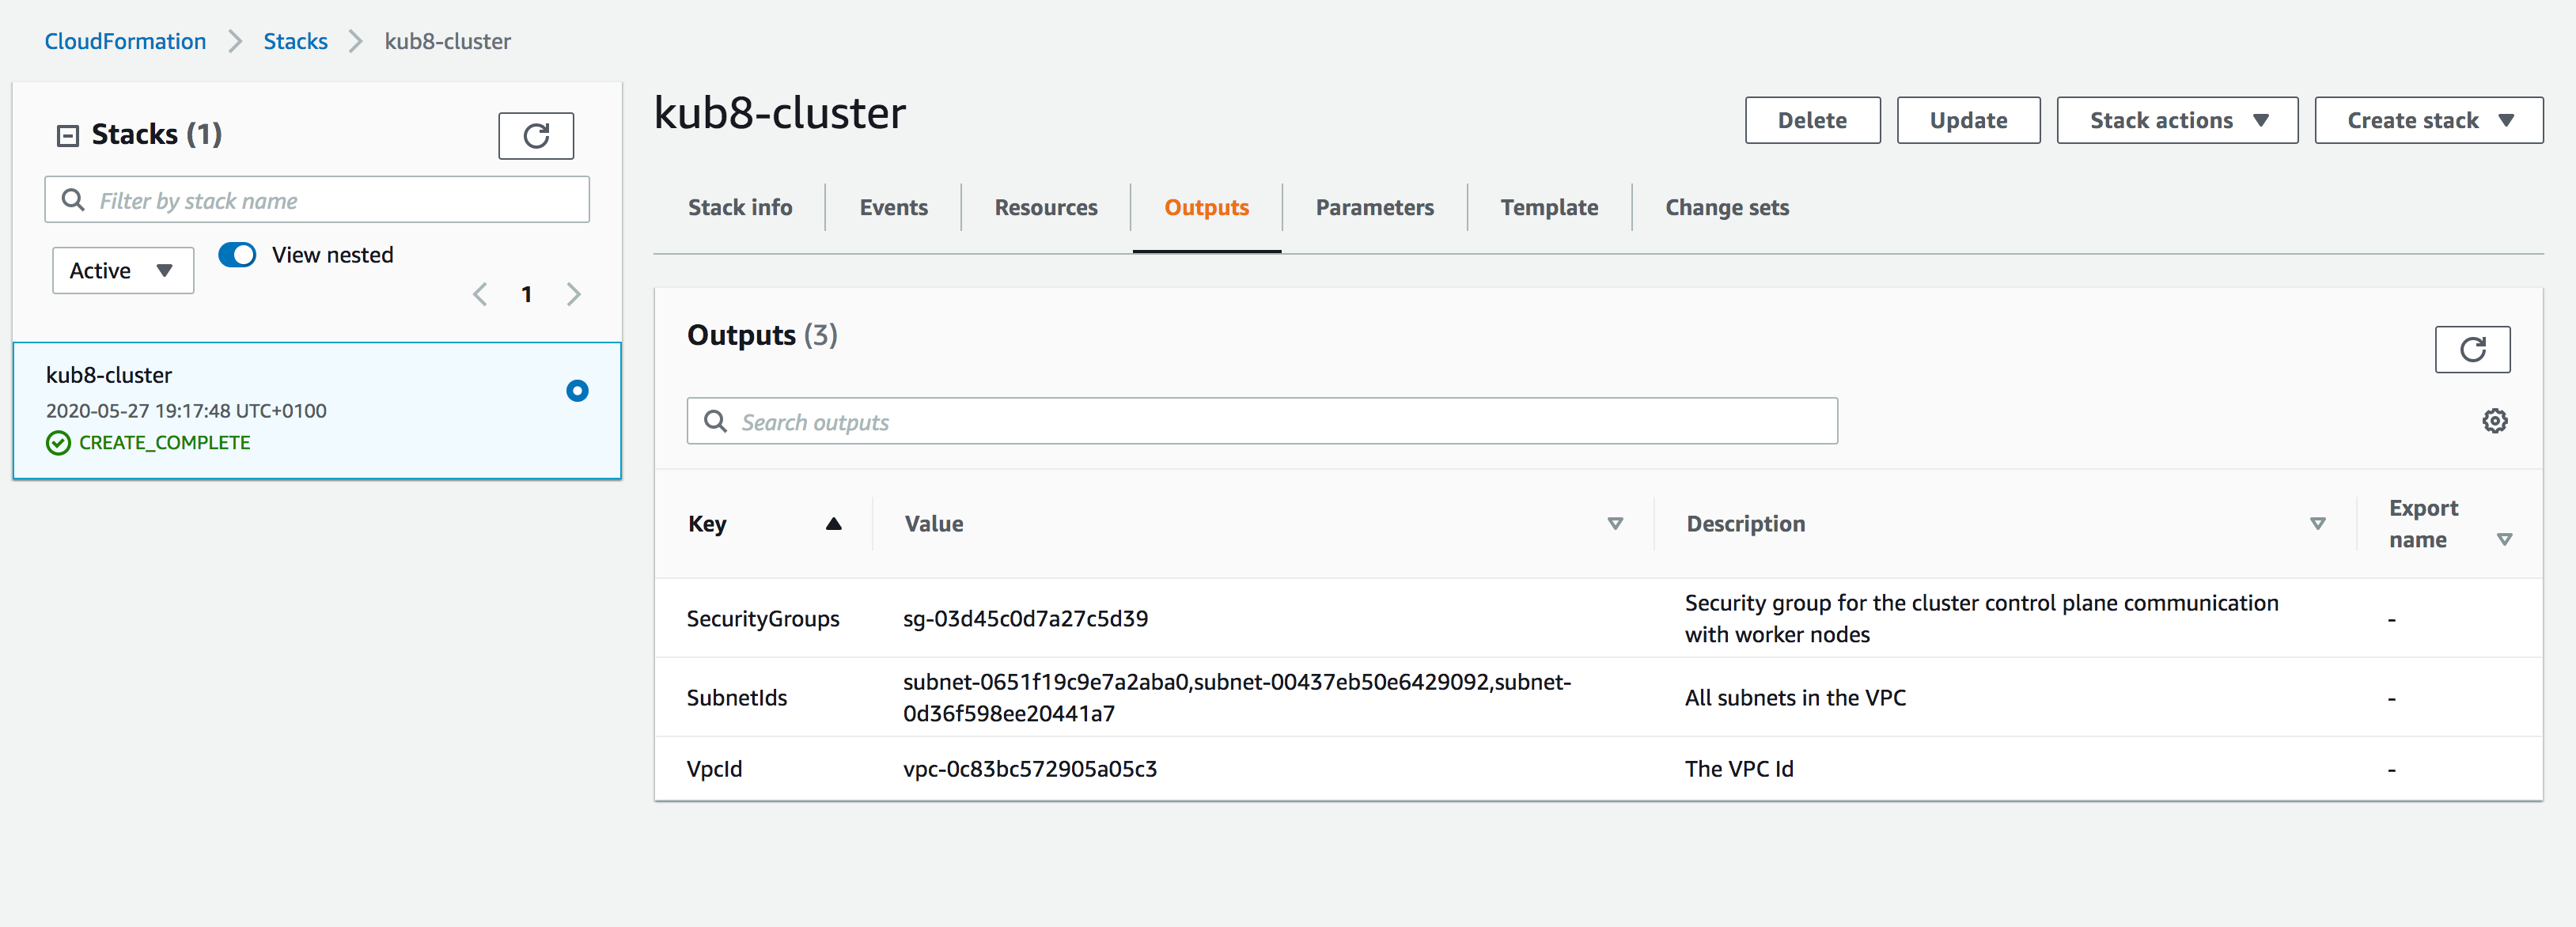 CloudFormation > Stacks > kub8-cluster
Stacks (1)
Filter by stack name
Active
View nested
1
kub8-cluster
2020-05-27 19:17:48 UTC+0100
CREATE_COMPLETE
kub8-cluster
Delete
Update
Stack actions
Create stack
Stack info
Events
Resources
Outputs
Parameters
Template
Change sets
Outputs (3)
Search outputs
Key
Value
Description
Export
name
SecurityGroups
sg-03d45c0d7a27c5d39
Security group for the cluster control plane communication
with worker nodes
-
SubnetIds
subnet-0651f19c9e7a2aba0,subnet-00437eb50e6429092,subnet-
0d36f598ee20441a7
All subnets in the VPC
-
VpcId
vpc-0c83bc572905a05c3
The VPC Id
-